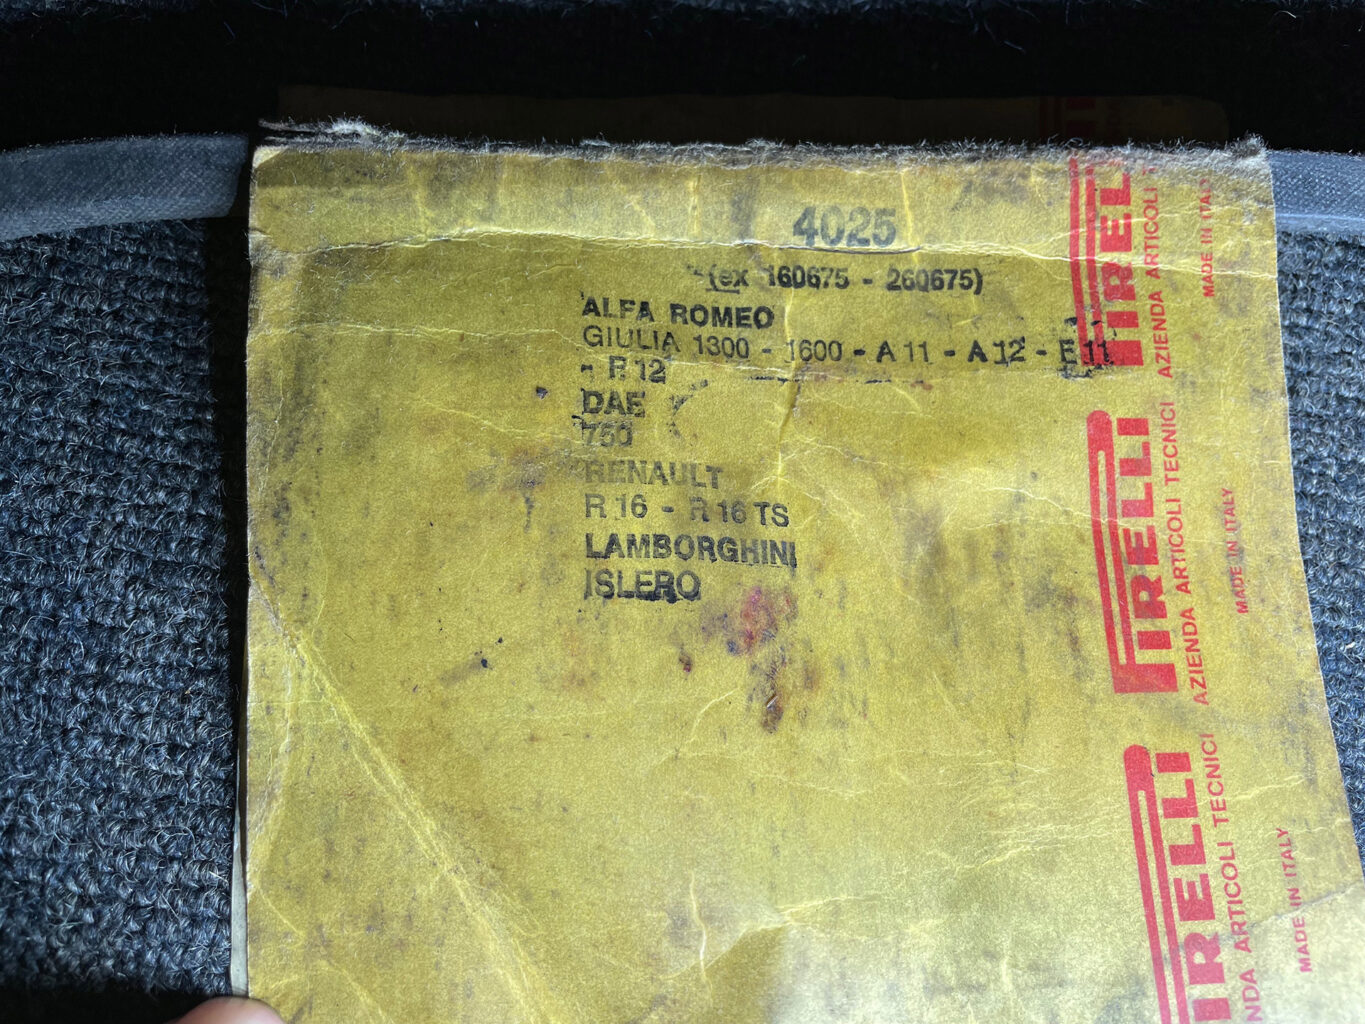 4025
(ex 160675 - 260675)
ALFA ROMEO
GIULIA 1300 - 1600 - A 11 - A 12 - F 11
- F 12
DAF
750
RENAULT
R 16 - R 16 TS
LAMBORGHINI
ISLERO
PIRELLI
AZIENDA ARTICOLI
MADE IN ITALY
PIRELLI
AZIENDA ARTICOLI TECNICI
MADE IN ITALY
PIRELLI
AZIENDA ARTICOLI TECNICI
MADE IN ITALY